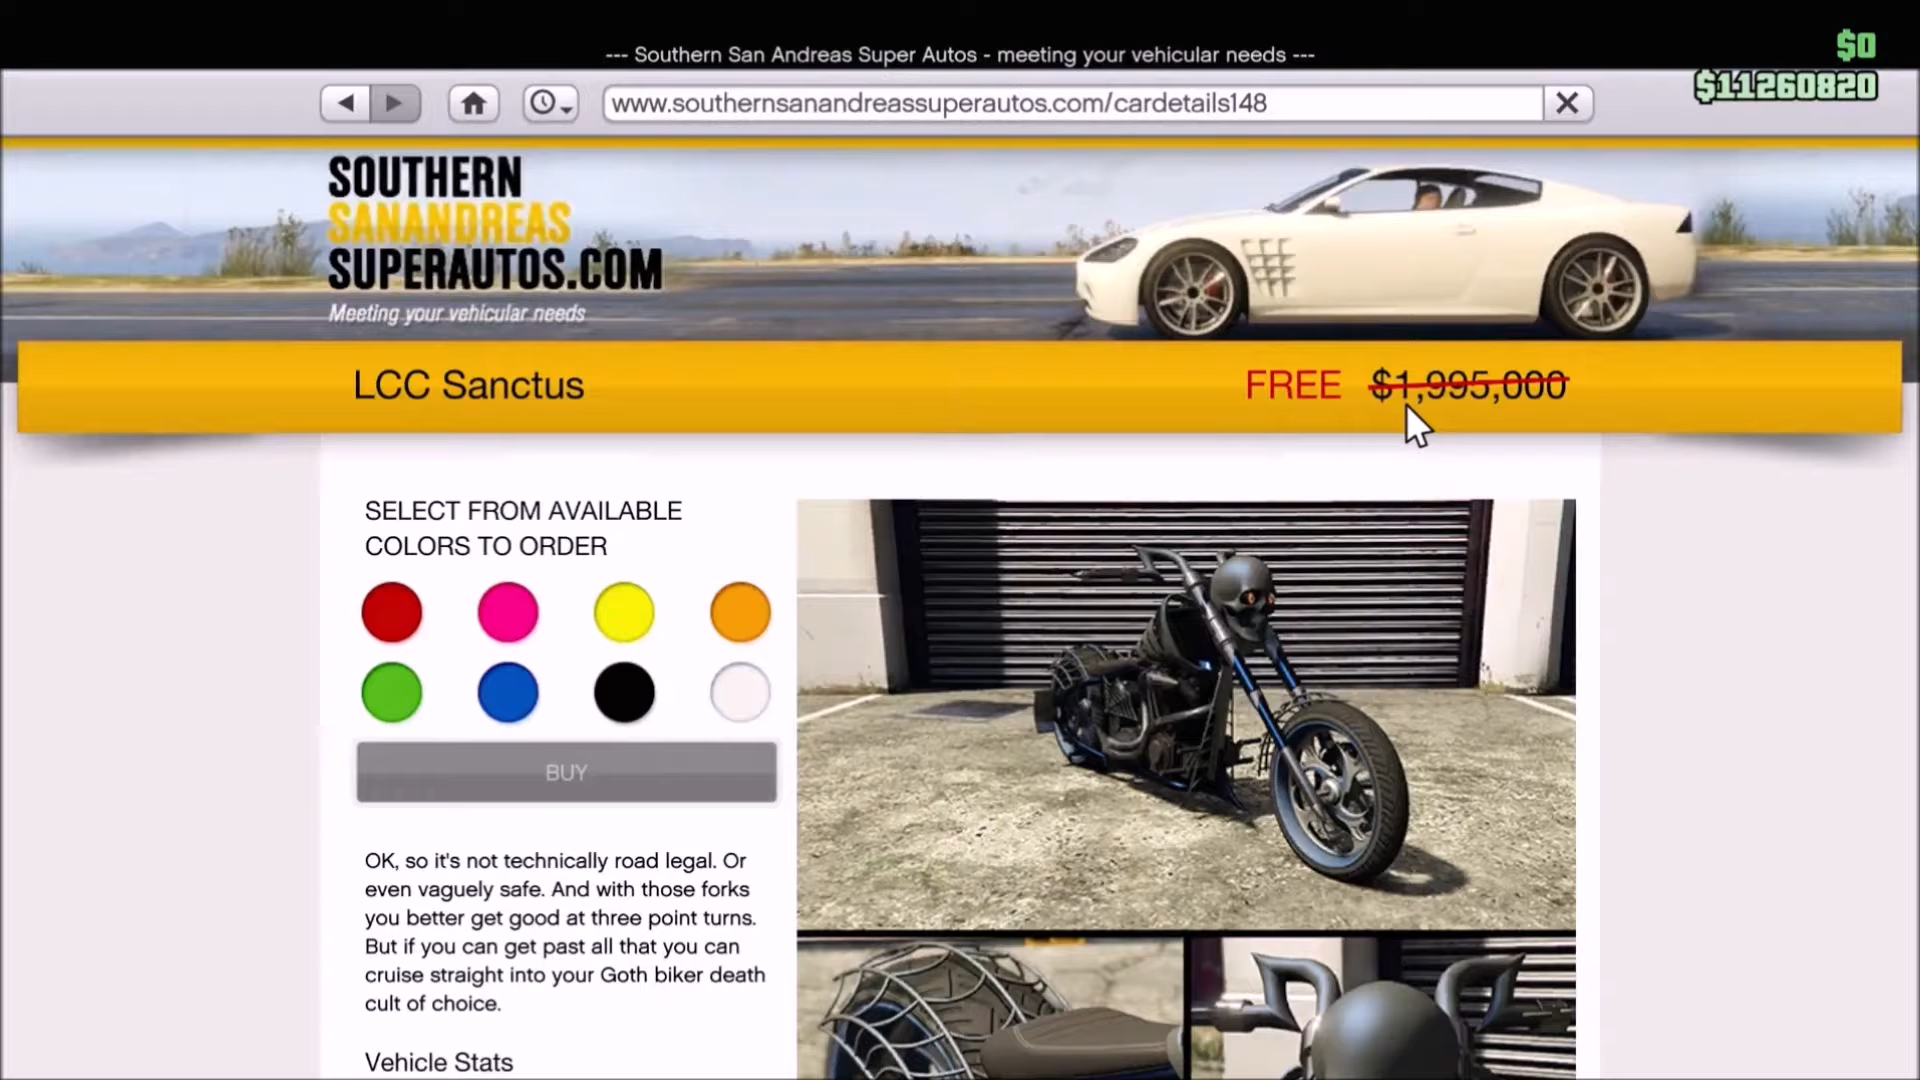 --- Southern San Andreas Super Autos - meeting your vehicular needs ---
$0
$11260820
www.southernsanandreassuperautos.com/cardetails148
SOUTHERN
SANANDREAS
SUPERAUTOS.COM
Meeting your vehicular needs
LCC Sanctus
FREE $1,995,000
SELECT FROM AVAILABLE
COLORS TO ORDER
BUY
OK, so it's not technically road legal. Or
even vaguely safe. And with those forks
you better get good at three point turns.
But if you can get past all that you can
cruise straight into your Goth biker death
cult of choice.
Vehicle Stats